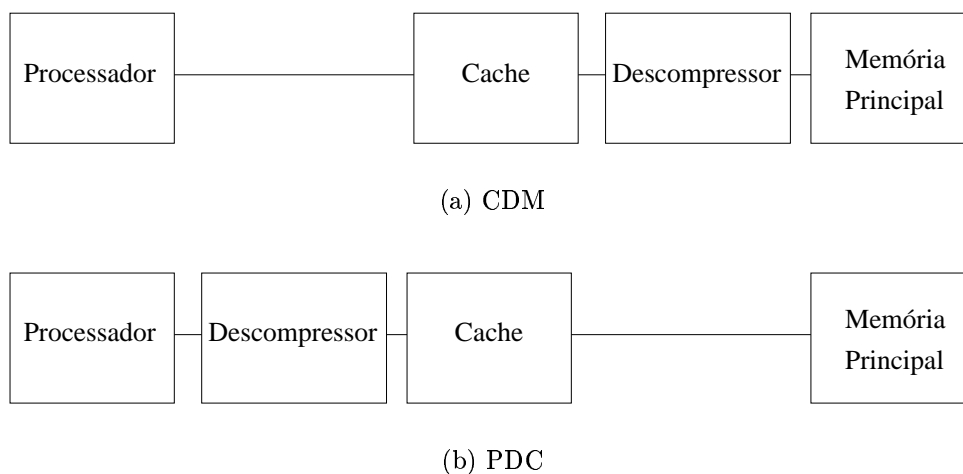 Processador
Cache
Descompressor
Memória
Principal
(a) CDM
Processador
Descompressor
Cache
Memória
Principal
(b) PDC